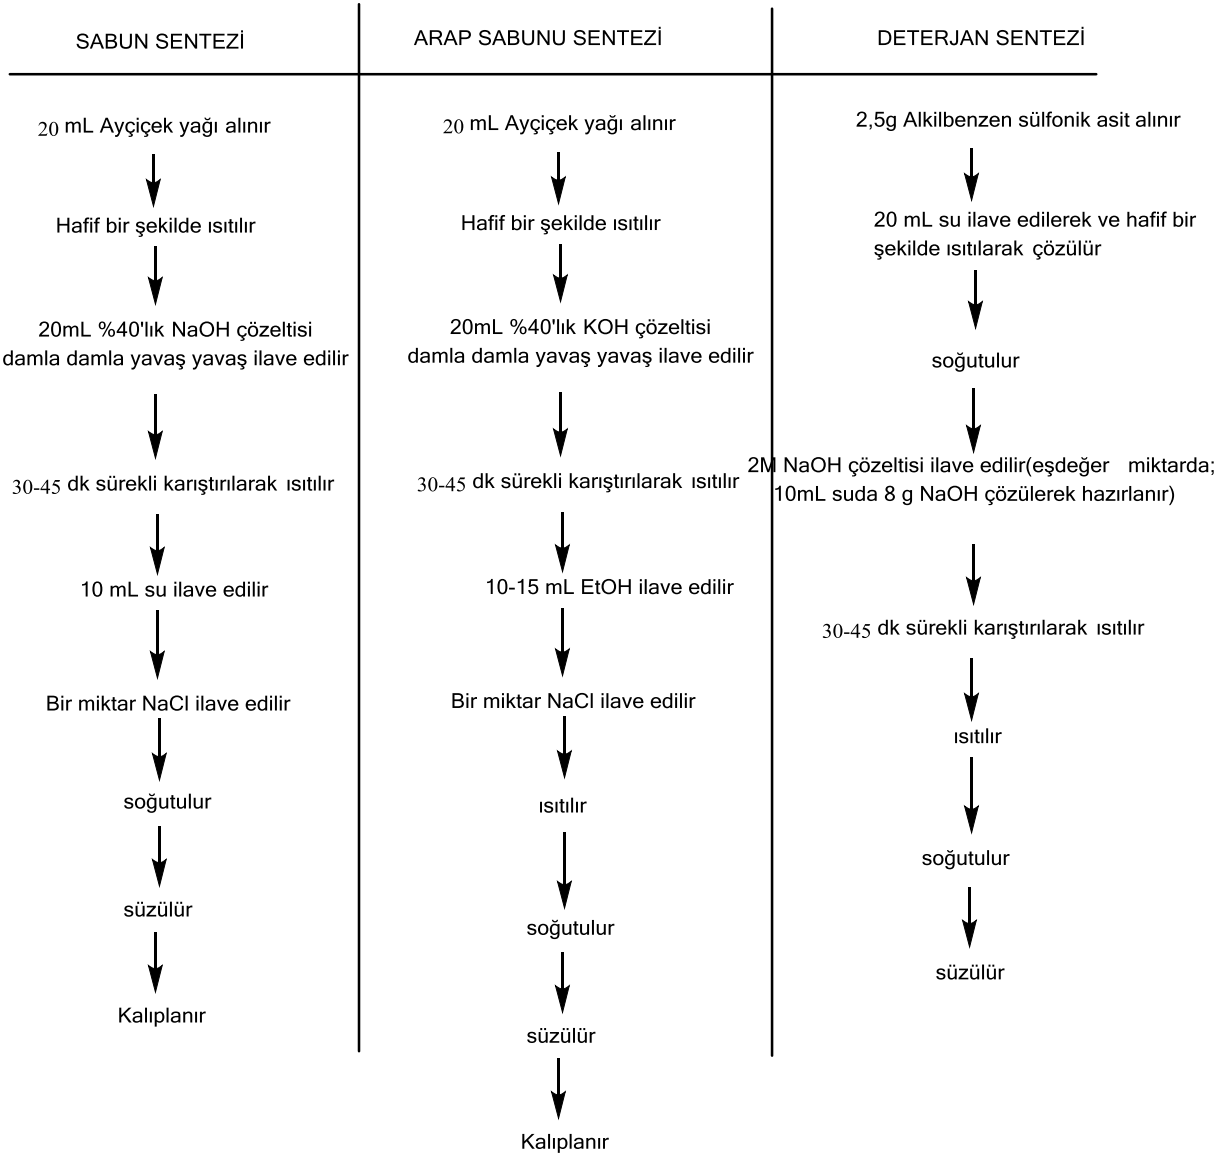 SABUN SENTEZİ
20 mL Ayçiçek yağı alınır
Hafif bir şekilde ısıtılır
20mL %40'lık NaOH çözeltisi
damla damla yavaş yavaş ilave edilir
30-45 dk sürekli karıştırılarak ısıtılır
10 mL su ilave edilir
Bir miktar NaCl ilave edilir
soğutulur
süzülür
Kalıplanır
ARAP SABUNU SENTEZİ
20 mL Ayçiçek yağı alınır
Hafif bir şekilde ısıtılır
20mL %40'lık KOH çözeltisi
damla damla yavaş yavaş ilave edilir
30-45 dk sürekli karıştırılarak ısıtılır
10-15 mL EtOH ilave edilir
Bir miktar NaCl ilave edilir
ısıtılır
soğutulur
süzülür
Kalıplanır
DETERJAN SENTEZİ
2,5g Alkilbenzen sülfonik asit alınır
20 mL su ilave edilerek ve hafif bir
şekilde ısıtılarak çözülür
soğutulur
2M NaOH çözeltisi ilave edilir(eşdeğer miktarda;
10mL suda 8 g NaOH çözülerek hazırlanır)
30-45 dk sürekli karıştırılarak ısıtılır
ısıtılır
soğutulur
süzülür